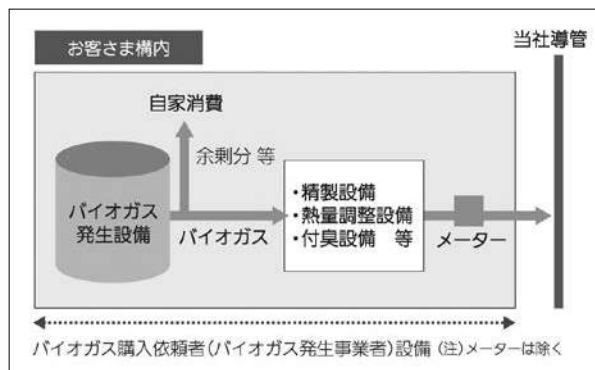 お客さま構内
当社導管
自家消費
余剰分 等
バイオガス
発生設備
バイオガス
・精製設備
・熱量調整設備
・付臭設備 等
メーター
バイオガス購入依頼者(バイオガス発生事業者)設備 (注)メーターは除く